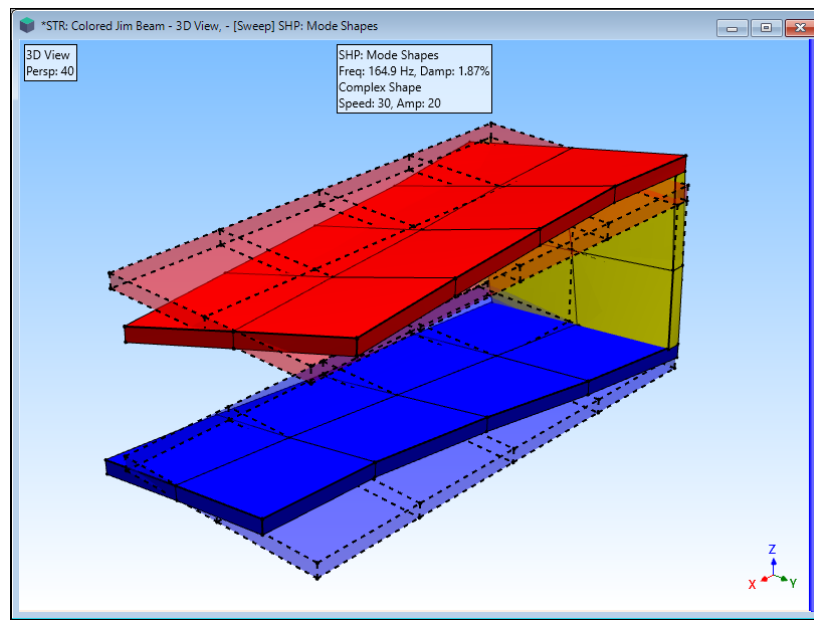 *STR: Colored Jim Beam - 3D View, - [Sweep] SHP: Mode Shapes
3D View
Persp: 40
SHP: Mode Shapes
Freq: 164.9 Hz, Damp: 1.87%
Complex Shape
Speed: 30, Amp: 20
Z
X
Y